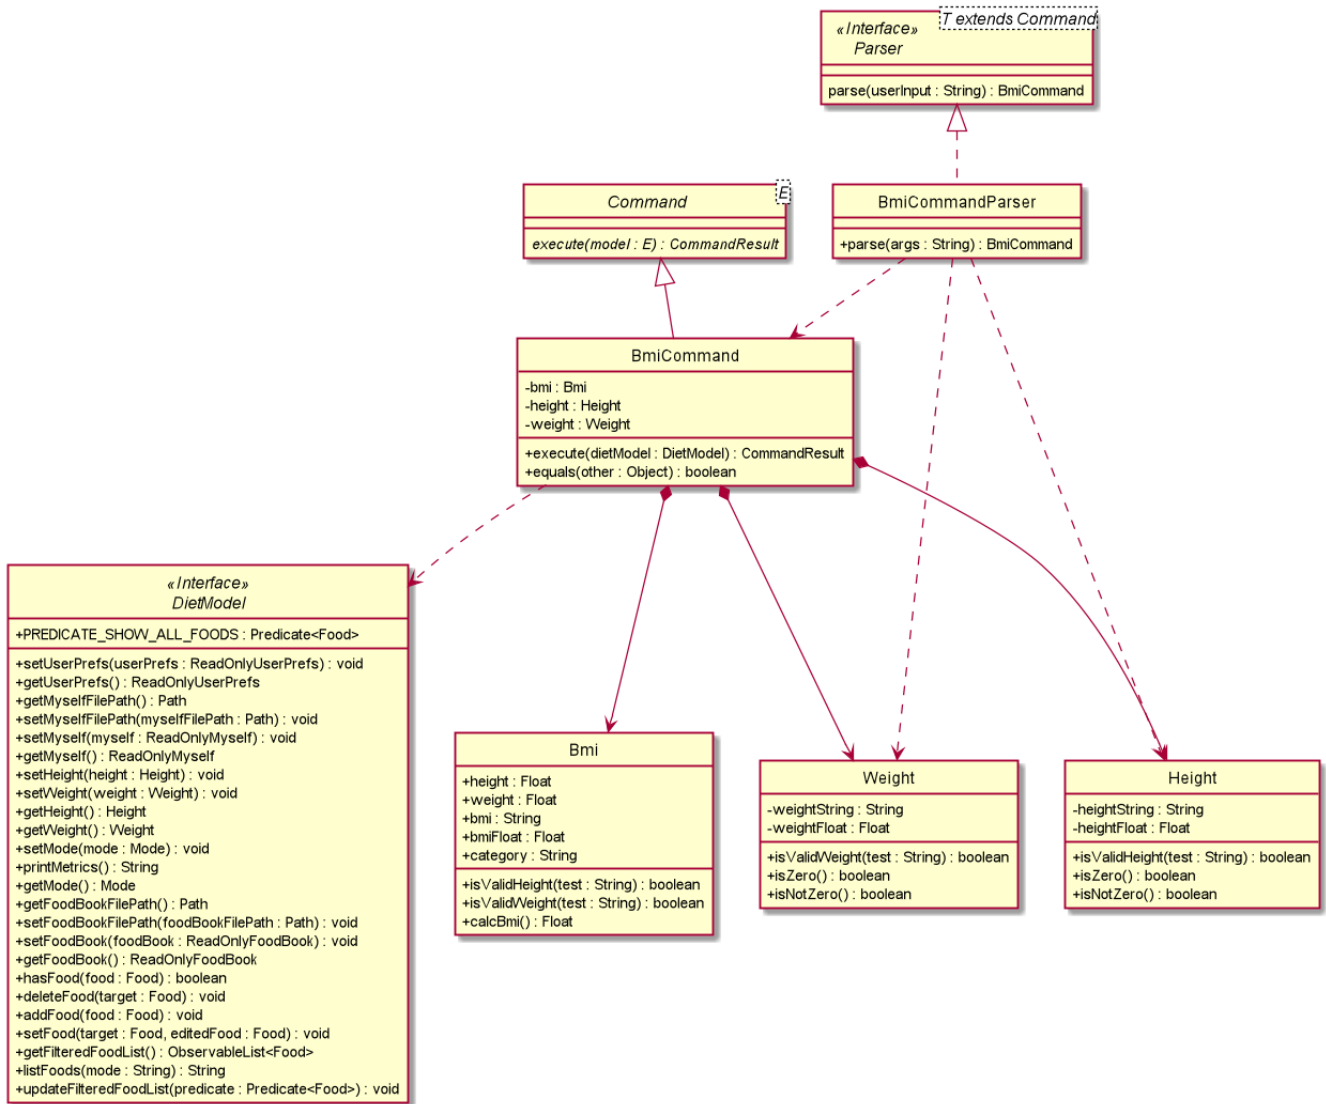 T extends Command
«Interface»
Parser
parse(userInput : String) : BmiCommand
E
Command
execute(model : E) : CommandResult
BmiCommandParser
+parse(args : String) : BmiCommand
BmiCommand
-bmi : Bmi
-height : Height
-weight : Weight
+execute(dietModel : DietModel) : CommandResult
+equals(other : Object) : boolean
«Interface»
DietModel
+PREDICATE_SHOW_ALL_FOODS : Predicate<Food>
+setUserPrefs(userPrefs : ReadOnlyUserPrefs) : void
+getUserPrefs() : ReadOnlyUserPrefs
+getMyselfFilePath() : Path
+setMyselfFilePath(myselfFilePath : Path) : void
+setMyself(myself : ReadOnlyMyself) : void
+getMyself() : ReadOnlyMyself
+setHeight(height : Height) : void
+setWeight(weight : Weight) : void
+getHeight() : Height
+getWeight() : Weight
+setMode(mode : Mode) : void
+printMetrics() : String
+getMode() : Mode
+getFoodBookFilePath() : Path
+setFoodBookFilePath(foodBookFilePath : Path) : void
+setFoodBook(foodBook : ReadOnlyFoodBook) : void
+getFoodBook() : ReadOnlyFoodBook
+hasFood(food : Food) : boolean
+deleteFood(target : Food) : void
+addFood(food : Food) : void
+setFood(target : Food, editedFood : Food) : void
+getFilteredFoodList() : ObservableList<Food>
+listFoods(mode : String) : String
+updateFilteredFoodList(predicate : Predicate<Food>) : void
Bmi
+height : Float
+weight : Float
+bmi : String
+bmiFloat : Float
+category : String
+isValidHeight(test : String) : boolean
+isValidWeight(test : String) : boolean
+calcBmi() : Float
Weight
-weightString : String
-weightFloat : Float
+isValidWeight(test : String) : boolean
+isZero() : boolean
+isNotZero() : boolean
Height
-heightString : String
-heightFloat : Float
+isValidHeight(test : String) : boolean
+isZero() : boolean
+isNotZero() : boolean